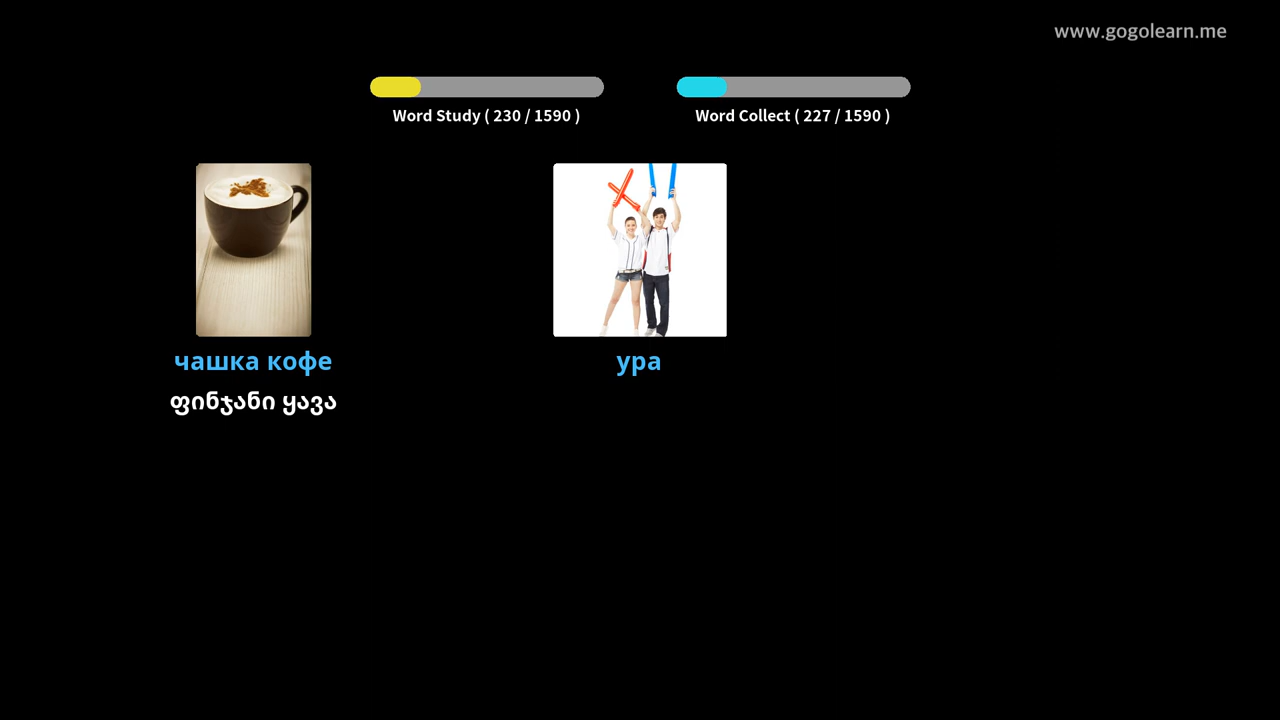 www.gogolearn.me
Word Study ( 230 / 1590 )
Word Collect ( 227 / 1590 )
чашка кофе
ура
ფინჯანი ყავა